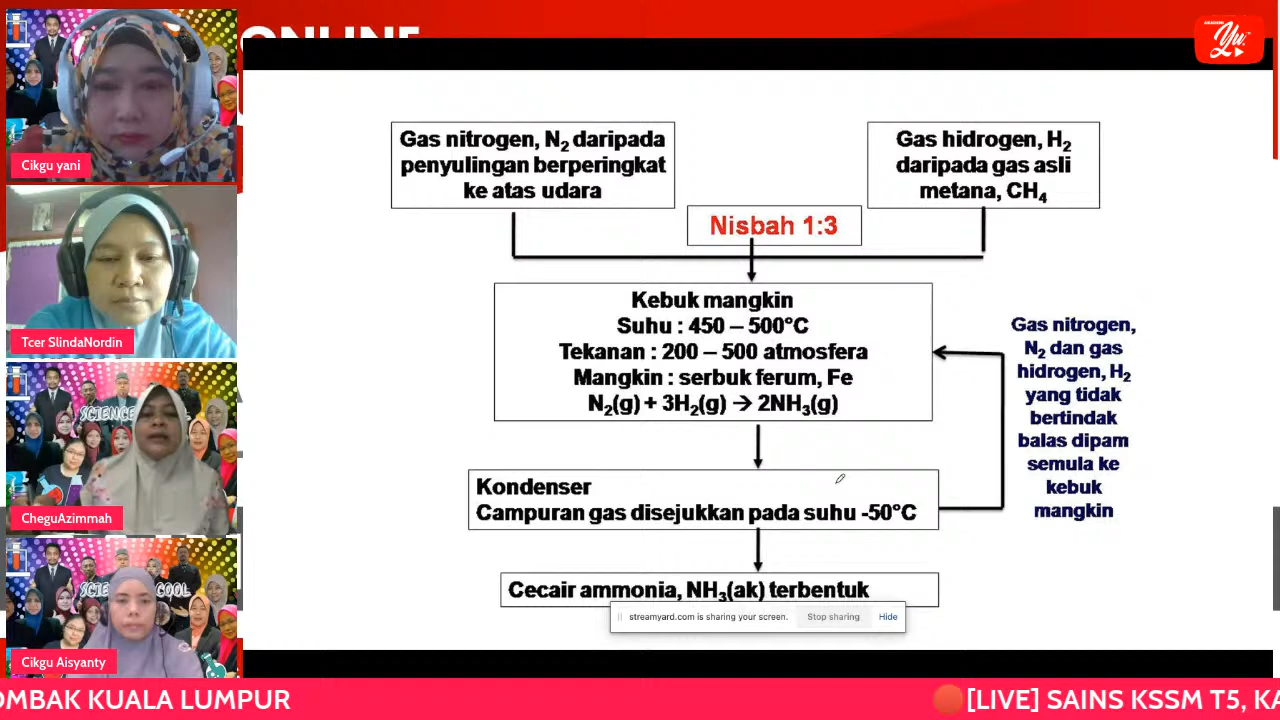 ONLINE
AKADEMI
Yu
Cikgu yani
Tcer SlindaNordin
CheguAzimmah
Cikgu Aisyanty
Gas nitrogen, N₂ daripada
penyulingan berperingkat
ke atas udara
Gas hidrogen, H₂
daripada gas asli
metana, CH₄
Nisbah 1:3
Kebuk mangkin
Suhu : 450 – 500°C
Tekanan : 200 – 500 atmosfera
Mangkin : serbuk ferum, Fe
N₂(g) + 3H₂(g) → 2NH₃(g)
Gas nitrogen,
N₂ dan gas
hidrogen, H₂
yang tidak
bertindak
balas dipam
semula ke
kebuk
mangkin
Kondenser
Campuran gas disejukkan pada suhu -50°C
Cecair ammonia, NH₃(ak) terbentuk
streamyard.com is sharing your screen.
Stop sharing
Hide
OMBAK KUALA LUMPUR
[LIVE] SAINS KSSM T5, KA